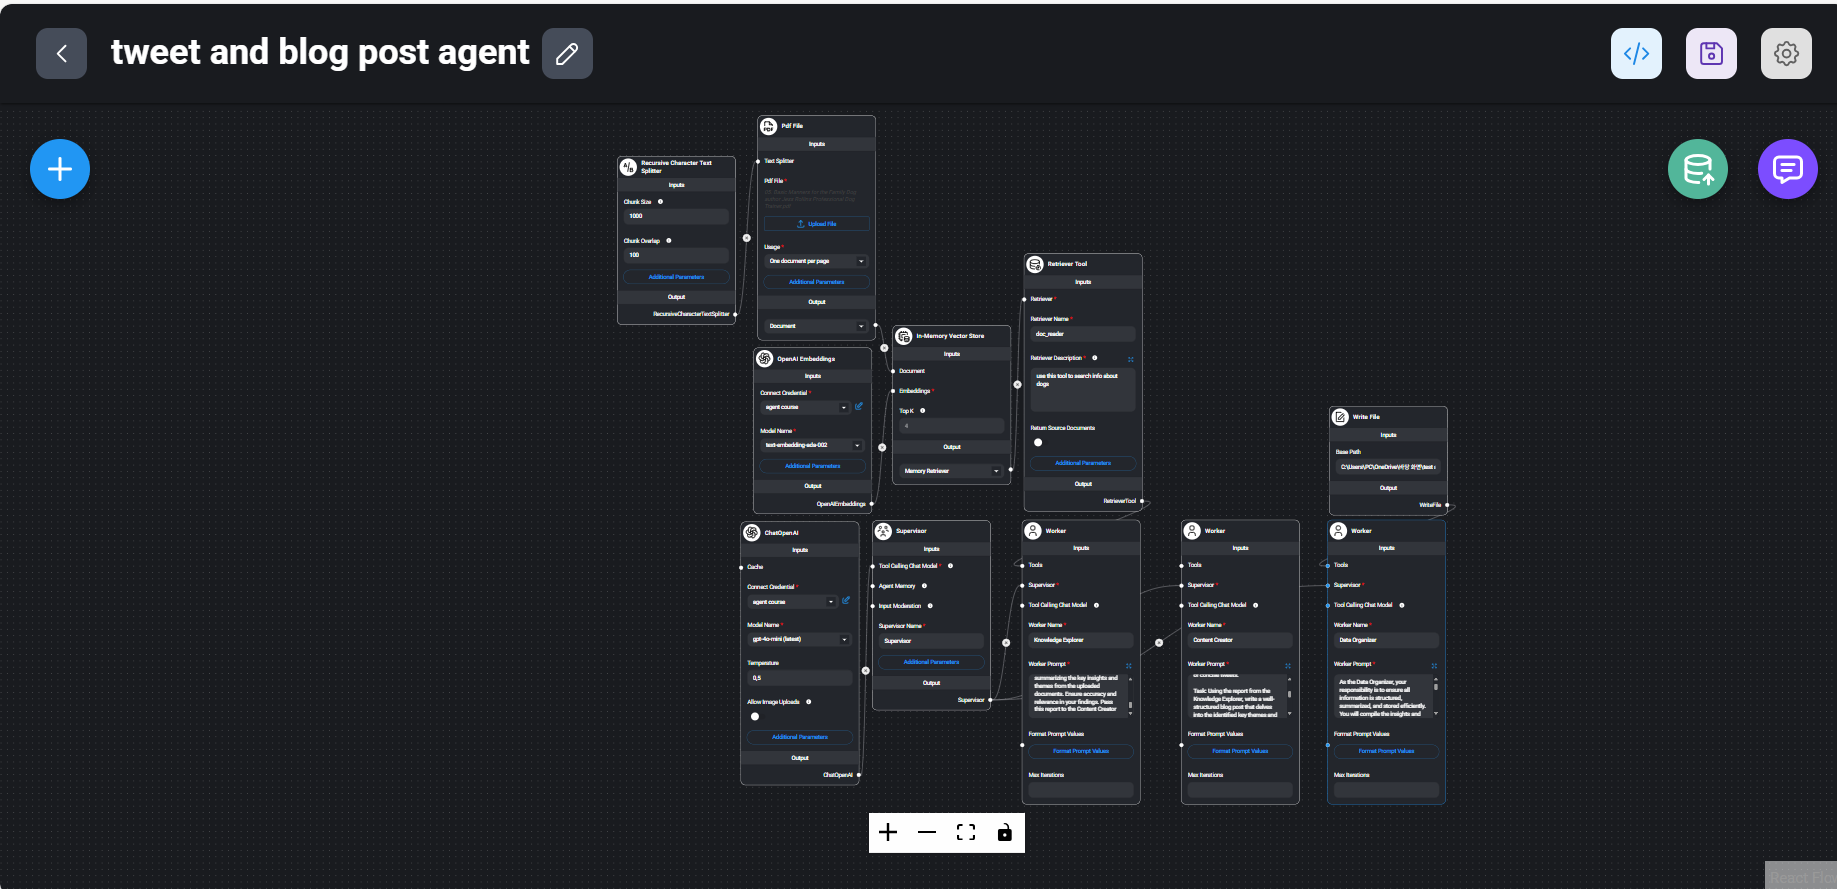 tweet and blog post agent
Recursive Character Text
Splitter
Inputs
Chunk Size
1000
Chunk Overlap
100
Additional Parameters
Output
RecursiveCharacterTextSplitter
Pdf File
Inputs
Text Splitter
Pdf File *
Upload File
Usage *
One document per page
Additional Parameters
Output
Document
OpenAI Embeddings
Inputs
Connect Credential *
agent course
Model Name *
text-embedding-ada-002
Additional Parameters
Output
OpenAIEmbeddings
In-Memory Vector Store
Inputs
Document
Embeddings *
Top K
4
Output
Memory Retriever
Retriever Tool
Inputs
Retriever *
Retriever Name *
doc_reader
Retriever Description *
use this tool to search info about
dogs
Return Source Documents
Additional Parameters
Output
RetrieverTool
Write File
Inputs
Base Path
C:\Users\PC\OneDrive\바탕 화면\test
Output
WriteFile
ChatOpenAI
Inputs
Cache
Connect Credential *
agent course
Model Name *
gpt-4o-mini (latest)
Temperature
0,5
Allow Image Uploads
Additional Parameters
Output
ChatOpenAI
Supervisor
Inputs
Tool Calling Chat Model *
Agent Memory
Input Moderation
Supervisor Name *
Supervisor
Additional Parameters
Output
Supervisor
Worker
Inputs
Tools
Supervisor *
Tool Calling Chat Model
Worker Name *
Knowledge Explorer
Worker Prompt *
summarizing the key insights and
themes from the uploaded
documents. Ensure accuracy and
relevance in your findings. Pass
this report to the Content Creator
Format Prompt Values
Format Prompt Values
Max Iterations
Worker
Inputs
Tools
Supervisor *
Tool Calling Chat Model
Worker Name *
Content Creator
Worker Prompt *
or concise tweets.
Task: Using the report from the
Knowledge Explorer, write a well-
structured blog post that delves
into the identified key themes and
Format Prompt Values
Format Prompt Values
Max Iterations
Worker
Inputs
Tools
Supervisor *
Tool Calling Chat Model
Worker Name *
Data Organizer
Worker Prompt *
As the Data Organizer, your
responsibility is to ensure all
information is structured,
summarized, and stored efficiently.
You will compile the insights and
Format Prompt Values
Format Prompt Values
Max Iterations
React Flow